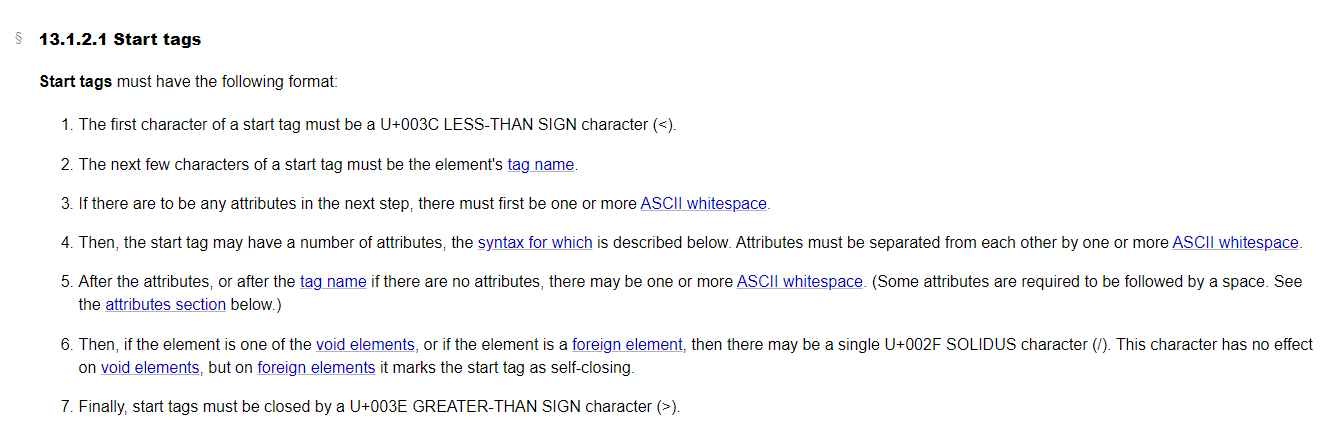 § 13.1.2.1 Start tags
Start tags must have the following format:
1. The first character of a start tag must be a U+003C LESS-THAN SIGN character (<).
2. The next few characters of a start tag must be the element's tag name.
3. If there are to be any attributes in the next step, there must first be one or more ASCII whitespace.
4. Then, the start tag may have a number of attributes, the syntax for which is described below. Attributes must be separated from each other by one or more ASCII whitespace.
5. After the attributes, or after the tag name if there are no attributes, there may be one or more ASCII whitespace. (Some attributes are required to be followed by a space. See
the attributes section below.)
6. Then, if the element is one of the void elements, or if the element is a foreign element, then there may be a single U+002F SOLIDUS character (/). This character has no effect
on void elements, but on foreign elements it marks the start tag as self-closing.
7. Finally, start tags must be closed by a U+003E GREATER-THAN SIGN character (>).